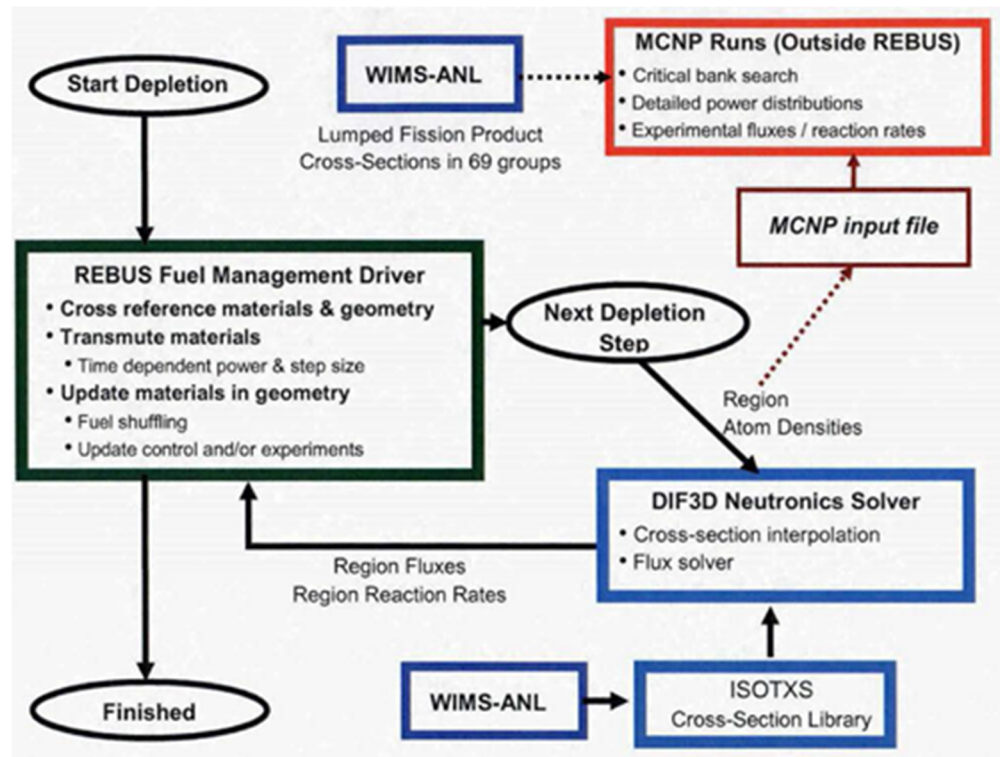 Start Depletion
WIMS-ANL
Lumped Fission Product
Cross-Sections in 69 groups
MCNP Runs (Outside REBUS)
• Critical bank search
• Detailed power distributions
• Experimental fluxes / reaction rates
MCNP input file
REBUS Fuel Management Driver
• Cross reference materials & geometry
• Transmute materials
• Time dependent power & step size
• Update materials in geometry
• Fuel shuffling
• Update control and/or experiments
Next Depletion
Step
Region
Atom Densities
DIF3D Neutronics Solver
• Cross-section interpolation
• Flux solver
Region Fluxes
Region Reaction Rates
WIMS-ANL
ISOTXS
Cross-Section Library
Finished